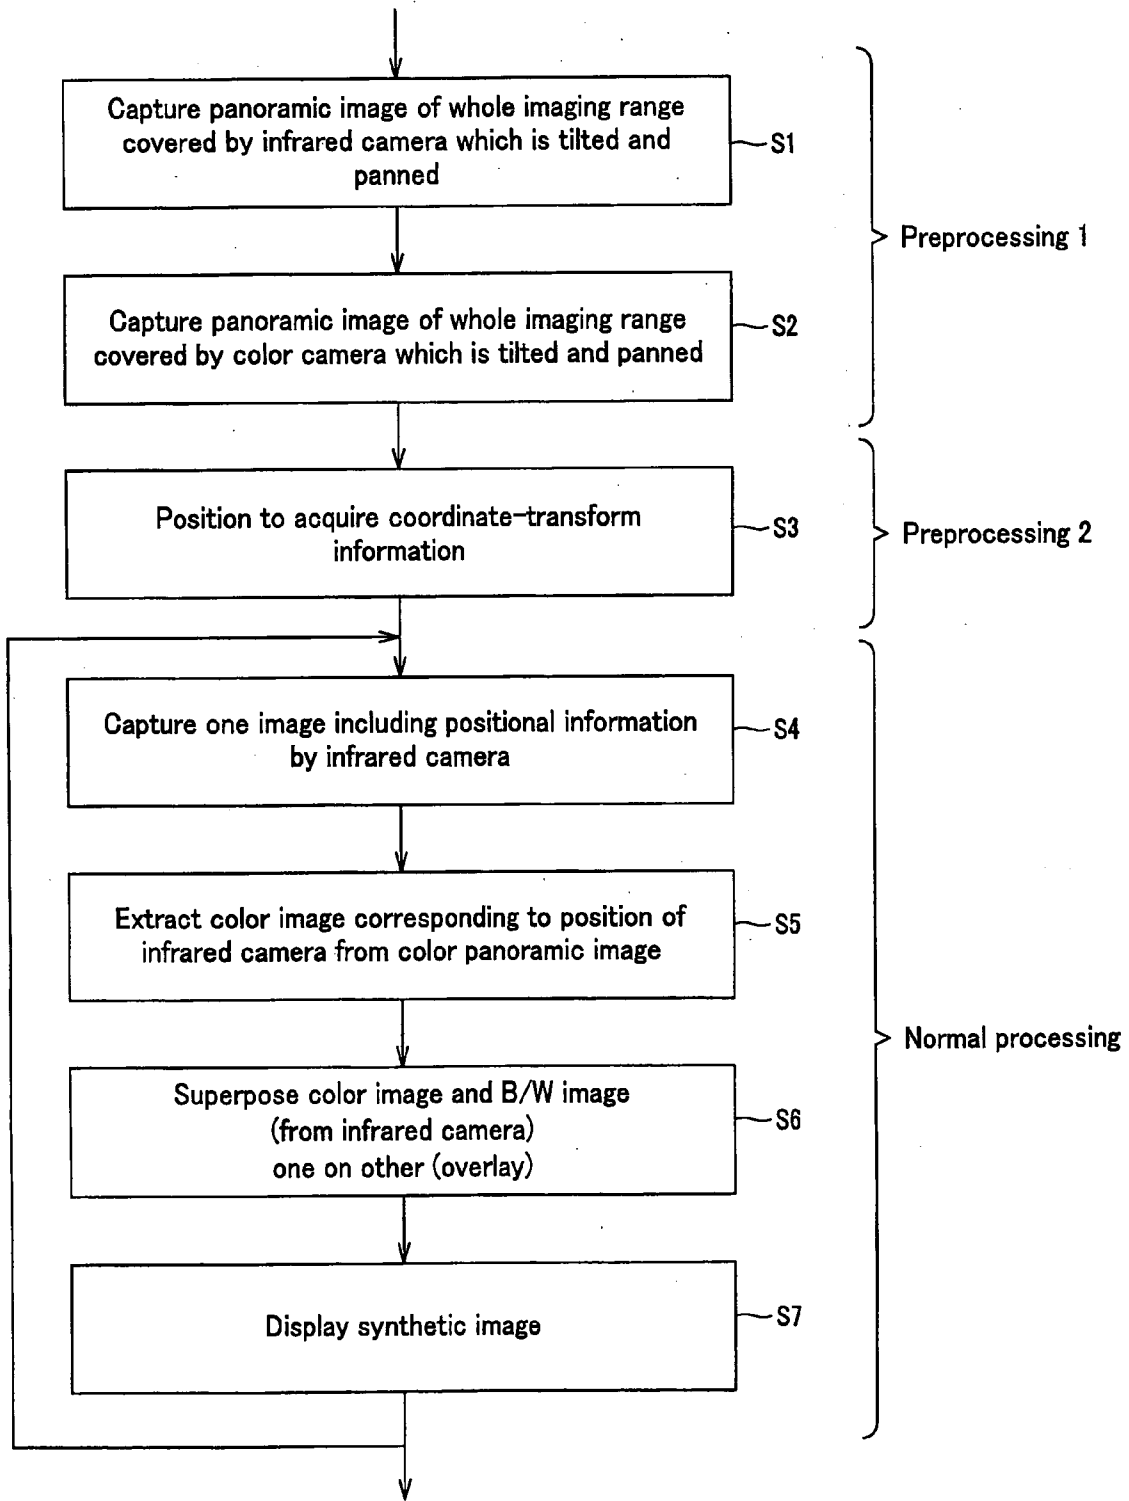 Capture panoramic image of whole imaging range
covered by infrared camera which is tilted and
panned
S1
Preprocessing 1
Capture panoramic image of whole imaging range
covered by color camera which is tilted and panned
S2
Position to acquire coordinate-transform
information
S3
Preprocessing 2
Capture one image including positional information
by infrared camera
S4
Extract color image corresponding to position of
infrared camera from color panoramic image
S5
Normal processing
Superpose color image and B/W image
(from infrared camera)
one on other (overlay)
S6
Display synthetic image
S7